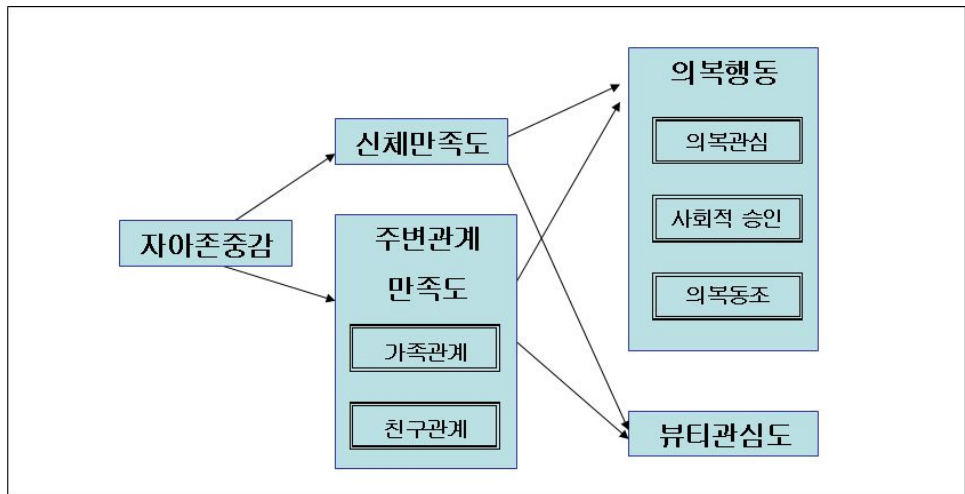 자아존중감
신체만족도
주변관계
만족도
가족관계
친구관계
의복행동
의복관심
사회적 승인
의복동조
뷰티관심도